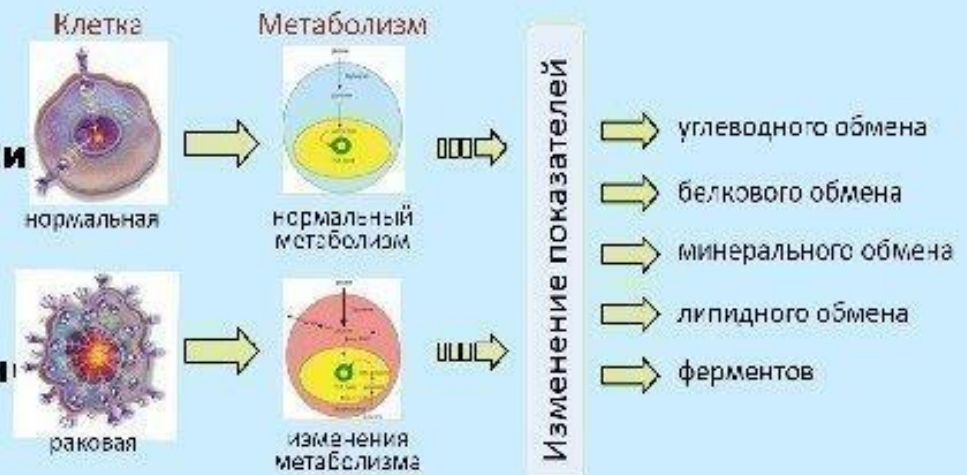 Клетка
Метаболизм
и
нормальная
нормальный
метаболизм
раковая
изменения
метаболизма
Изменение показателей
углеводного обмена
белкового обмена
минерального обмена
липидного обмена
ферментов